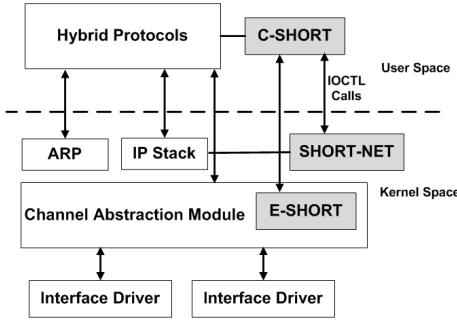 Hybrid Protocols
C-SHORT
User Space
IOCTL
Calls
ARP
IP Stack
SHORT-NET
Kernel Space
Channel Abstraction Module
E-SHORT
Interface Driver
Interface Driver